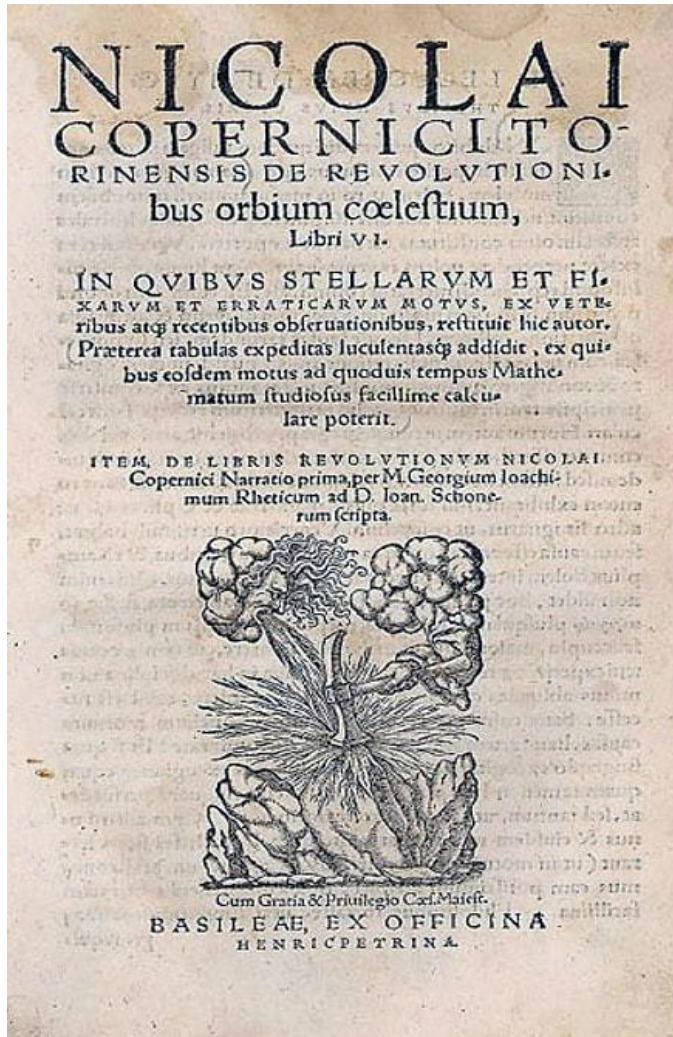 NICOLAI
COPERNICI TO-
RINENSIS DE REVOLVTIONI-
bus orbium cœleſtium,
Libri VI.
IN QVIBVS STELLARVM ET FI-
XARVM ET ERRATICARVM MOTVS, EX VETE-
ribus atq; recentibus obſeruationibus, reſtituit hic autor.
Præterea tabulas expeditas luculentasq; addidit, ex qui-
bus eoſdem motus ad quoduis tempus Mathe-
matum ſtudioſus facillime calcu-
lare poterit.
ITEM, DE LIBRIS REVOLVTIONVM NICOLAI
Copernici Narratio prima, per M. Georgium Ioachi-
mum Rheticum ad D. Ioan. Schone-
rum ſcripta.
Cum Gratia & Priuilegio Cæſ. Maieſt.
BASILEAE, EX OFFICINA
HENRICPETRINA.